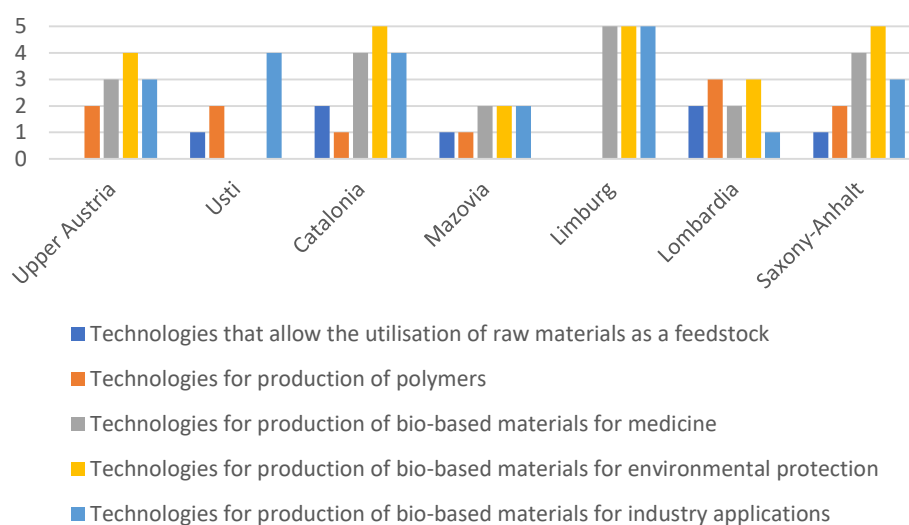 5
4
3
2
1
0
Upper Austria
Usti
Catalonia
Mazovia
Limburg
Lombardia
Saxony-Anhalt
Technologies that allow the utilisation of raw materials as a feedstock
Technologies for production of polymers
Technologies for production of bio-based materials for medicine
Technologies for production of bio-based materials for environmental protection
Technologies for production of bio-based materials for industry applications